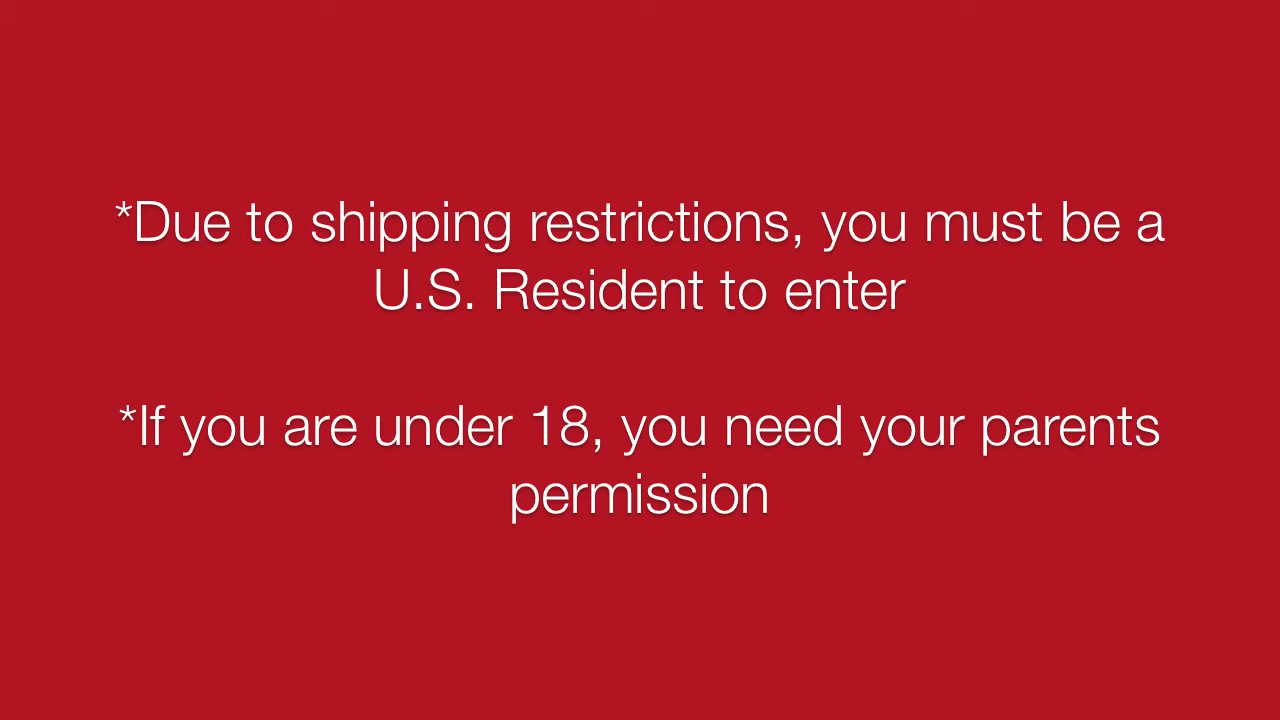 *Due to shipping restrictions, you must be a
U.S. Resident to enter
*If you are under 18, you need your parents
permission